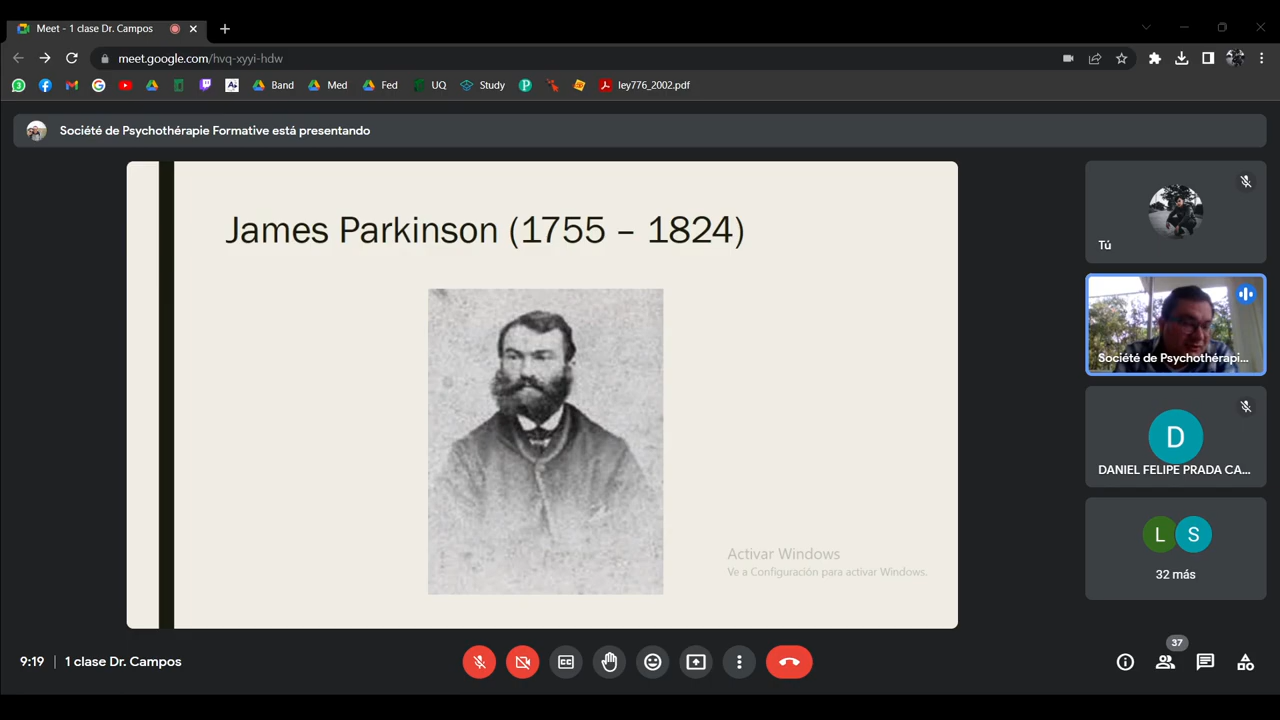 Meet - 1 clase Dr. Campos
meet.google.com/hvq-xyyi-hdw
3
Band
Med
Fed
UQ
Study
ley776_2002.pdf
Société de Psychothérapie Formative está presentando
James Parkinson (1755 – 1824)
Activar Windows
Ve a Configuración para activar Windows.
Tú
Société de Psychothérapi...
D
DANIEL FELIPE PRADA CA...
L
S
32 más
9:19
1 clase Dr. Campos
37